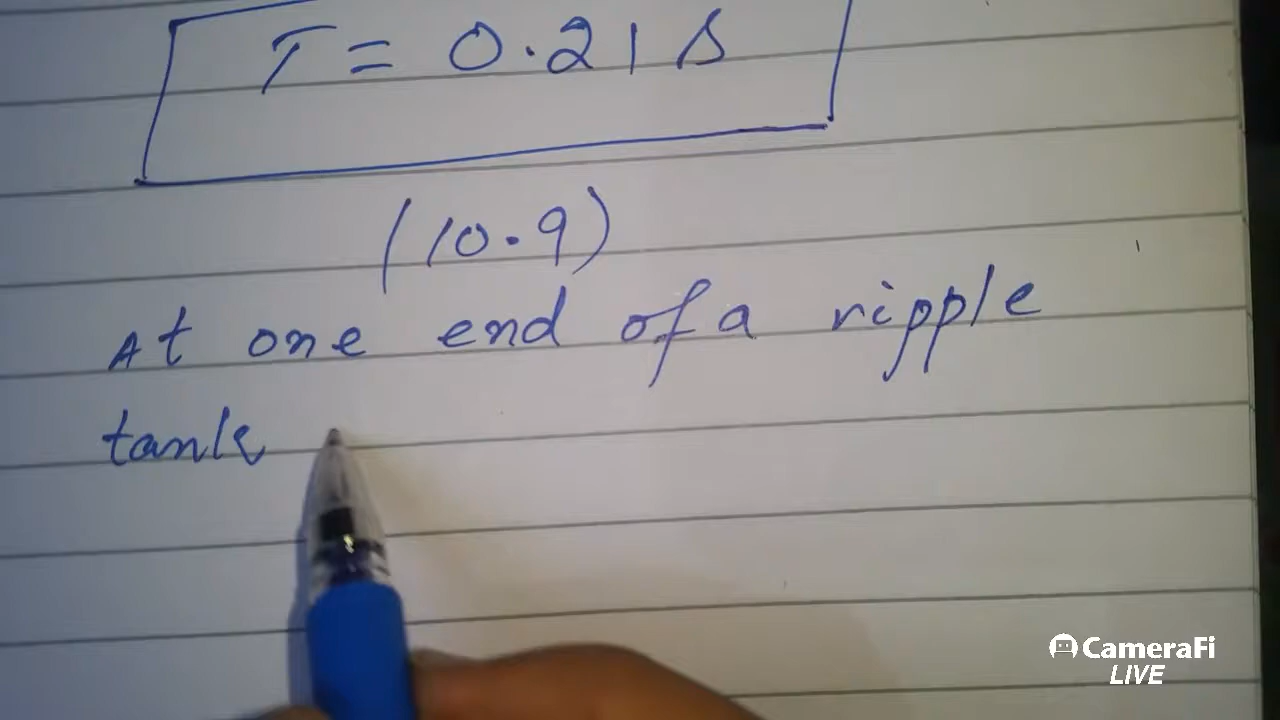 T = 0.21 s
(10.9)
At one end of a ripple
tank
CameraFi
LIVE